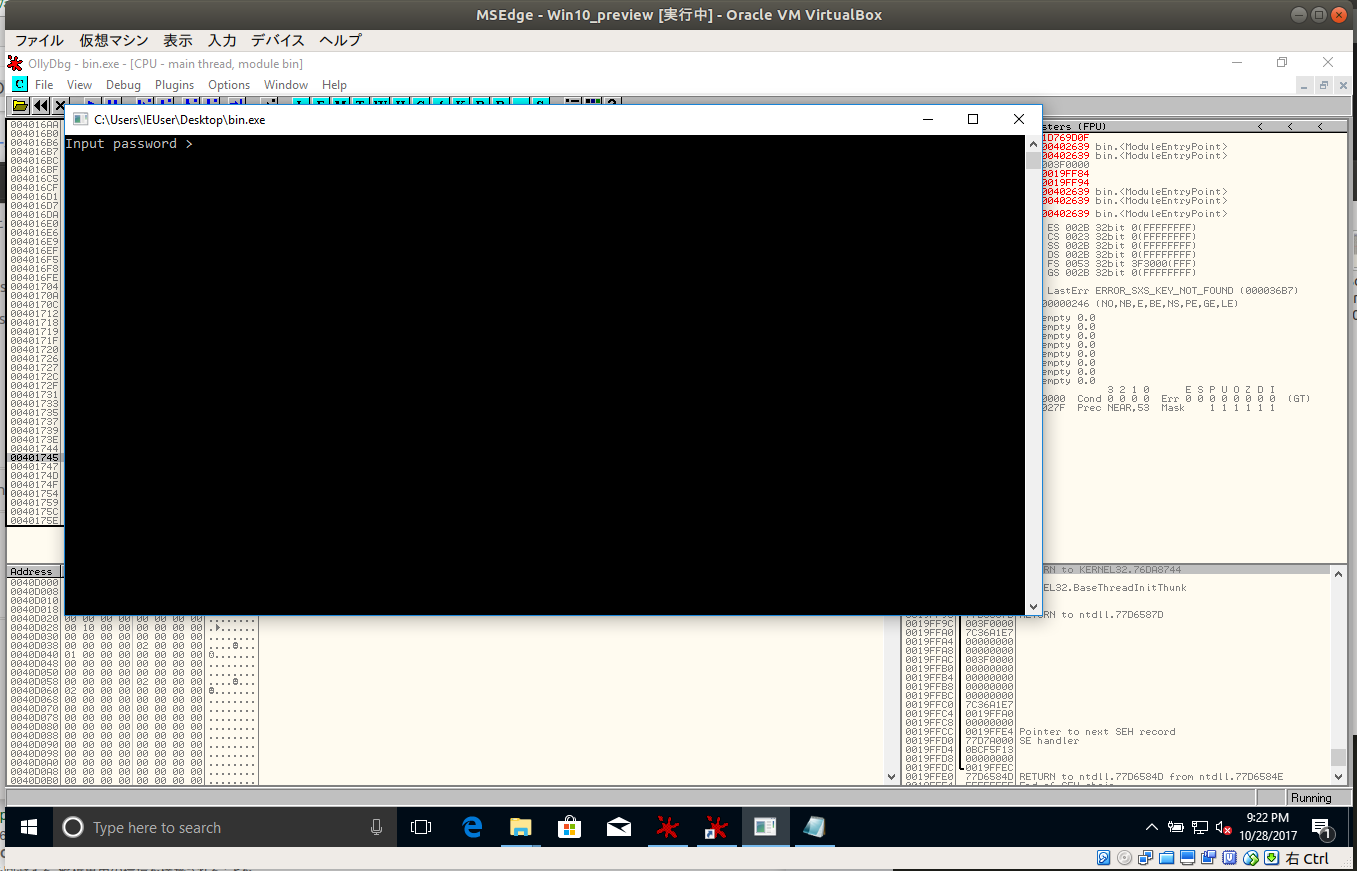 MSEdge - Win10_preview [実行中] - Oracle VM VirtualBox
ファイル 仮想マシン 表示 入力 デバイス ヘルプ
OllyDbg - bin.exe - [CPU - main thread, module bin]
C File View Debug Plugins Options Window Help
C:\Users\IEUser\Desktop\bin.exe
Input password >
004016AA
004016B0
004016B6
004016B7
004016BC
004016BF
004016C5
004016CF
004016D1
004016D7
004016DA
004016E0
004016E6
004016E9
004016EF
004016F5
004016F8
004016FE
00401704
0040170A
0040170C
00401712
00401718
00401719
0040171F
00401720
00401726
00401727
0040172C
0040172F
00401731
00401733
00401735
00401737
00401739
0040173E
00401744
00401745
00401747
0040174D
0040174F
00401754
00401759
0040175C
0040175E
sters (FPU) < < <
1D769D0F
00402639 bin.<ModuleEntryPoint>
00402639 bin.<ModuleEntryPoint>
003F0000
0019FF84
0019FF94
00402639 bin.<ModuleEntryPoint>
00402639 bin.<ModuleEntryPoint>
00402639 bin.<ModuleEntryPoint>
ES 002B 32bit 0(FFFFFFFF)
CS 0023 32bit 0(FFFFFFFF)
SS 002B 32bit 0(FFFFFFFF)
DS 002B 32bit 0(FFFFFFFF)
FS 0053 32bit 3F3000(FFF)
GS 002B 32bit 0(FFFFFFFF)
LastErr ERROR_SXS_KEY_NOT_FOUND (000036B7)
00000246 (NO,NB,E,BE,NS,PE,GE,LE)
empty 0.0
empty 0.0
empty 0.0
empty 0.0
empty 0.0
empty 0.0
empty 0.0
empty 0.0
3 2 1 0 E S P U O Z D I
0000 Cond 0 0 0 0 Err 0 0 0 0 0 0 0 0 (GT)
027F Prec NEAR,53 Mask 1 1 1 1 1 1
Address
0040D000
0040D008
0040D010
0040D018
0040D020 00 00 00 00 00 00 00 00 ........
0040D028 00 10 00 00 00 00 00 00
0040D030 00 00 00 00 00 00 00 00 ........
0040D038 00 00 00 00 02 00 00 00
0040D040 01 00 00 00 00 00 00 00
0040D048 00 00 00 00 00 00 00 00 ........
0040D050 00 00 00 00 00 00 00 00 ........
0040D058 00 00 00 00 02 00 00 00
0040D060 02 00 00 00 00 00 00 00
0040D068 00 00 00 00 00 00 00 00 ........
0040D070 00 00 00 00 00 00 00 00 ........
0040D078 00 00 00 00 00 00 00 00 ........
0040D080 00 00 00 00 00 00 00 00 ........
0040D088 00 00 00 00 00 00 00 00 ........
0040D090 00 00 00 00 00 00 00 00 ........
0040D098 00 00 00 00 00 00 00 00 ........
0040D0A0 00 00 00 00 00 00 00 00 ........
0040D0A8 00 00 00 00 00 00 00 00 ........
0040D0B0 00 00 00 00 00 00 00 00 ........
RN to KERNEL32.76DA8744
EL32.BaseThreadInitThunk
RETURN to ntdll.77D6587D
0019FF9C 003F0000
0019FFA0 7C36A1E7
0019FFA4 00000000
0019FFA8 00000000
0019FFAC 003F0000
0019FFB0 00000000
0019FFB4 00000000
0019FFB8 00000000
0019FFBC 00000000
0019FFC0 7C36A1E7
0019FFC4 0019FFA0
0019FFC8 00000000
0019FFCC 0019FFE4 Pointer to next SEH record
0019FFD0 77D7A000 SE handler
0019FFD4 0BCF5F13
0019FFD8 00000000
0019FFDC 0019FFEC
0019FFE0 77D6584D RETURN to ntdll.77D6584D from ntdll.77D6584E
Running
Type here to search
9:22 PM
10/28/2017
1
右 Ctrl